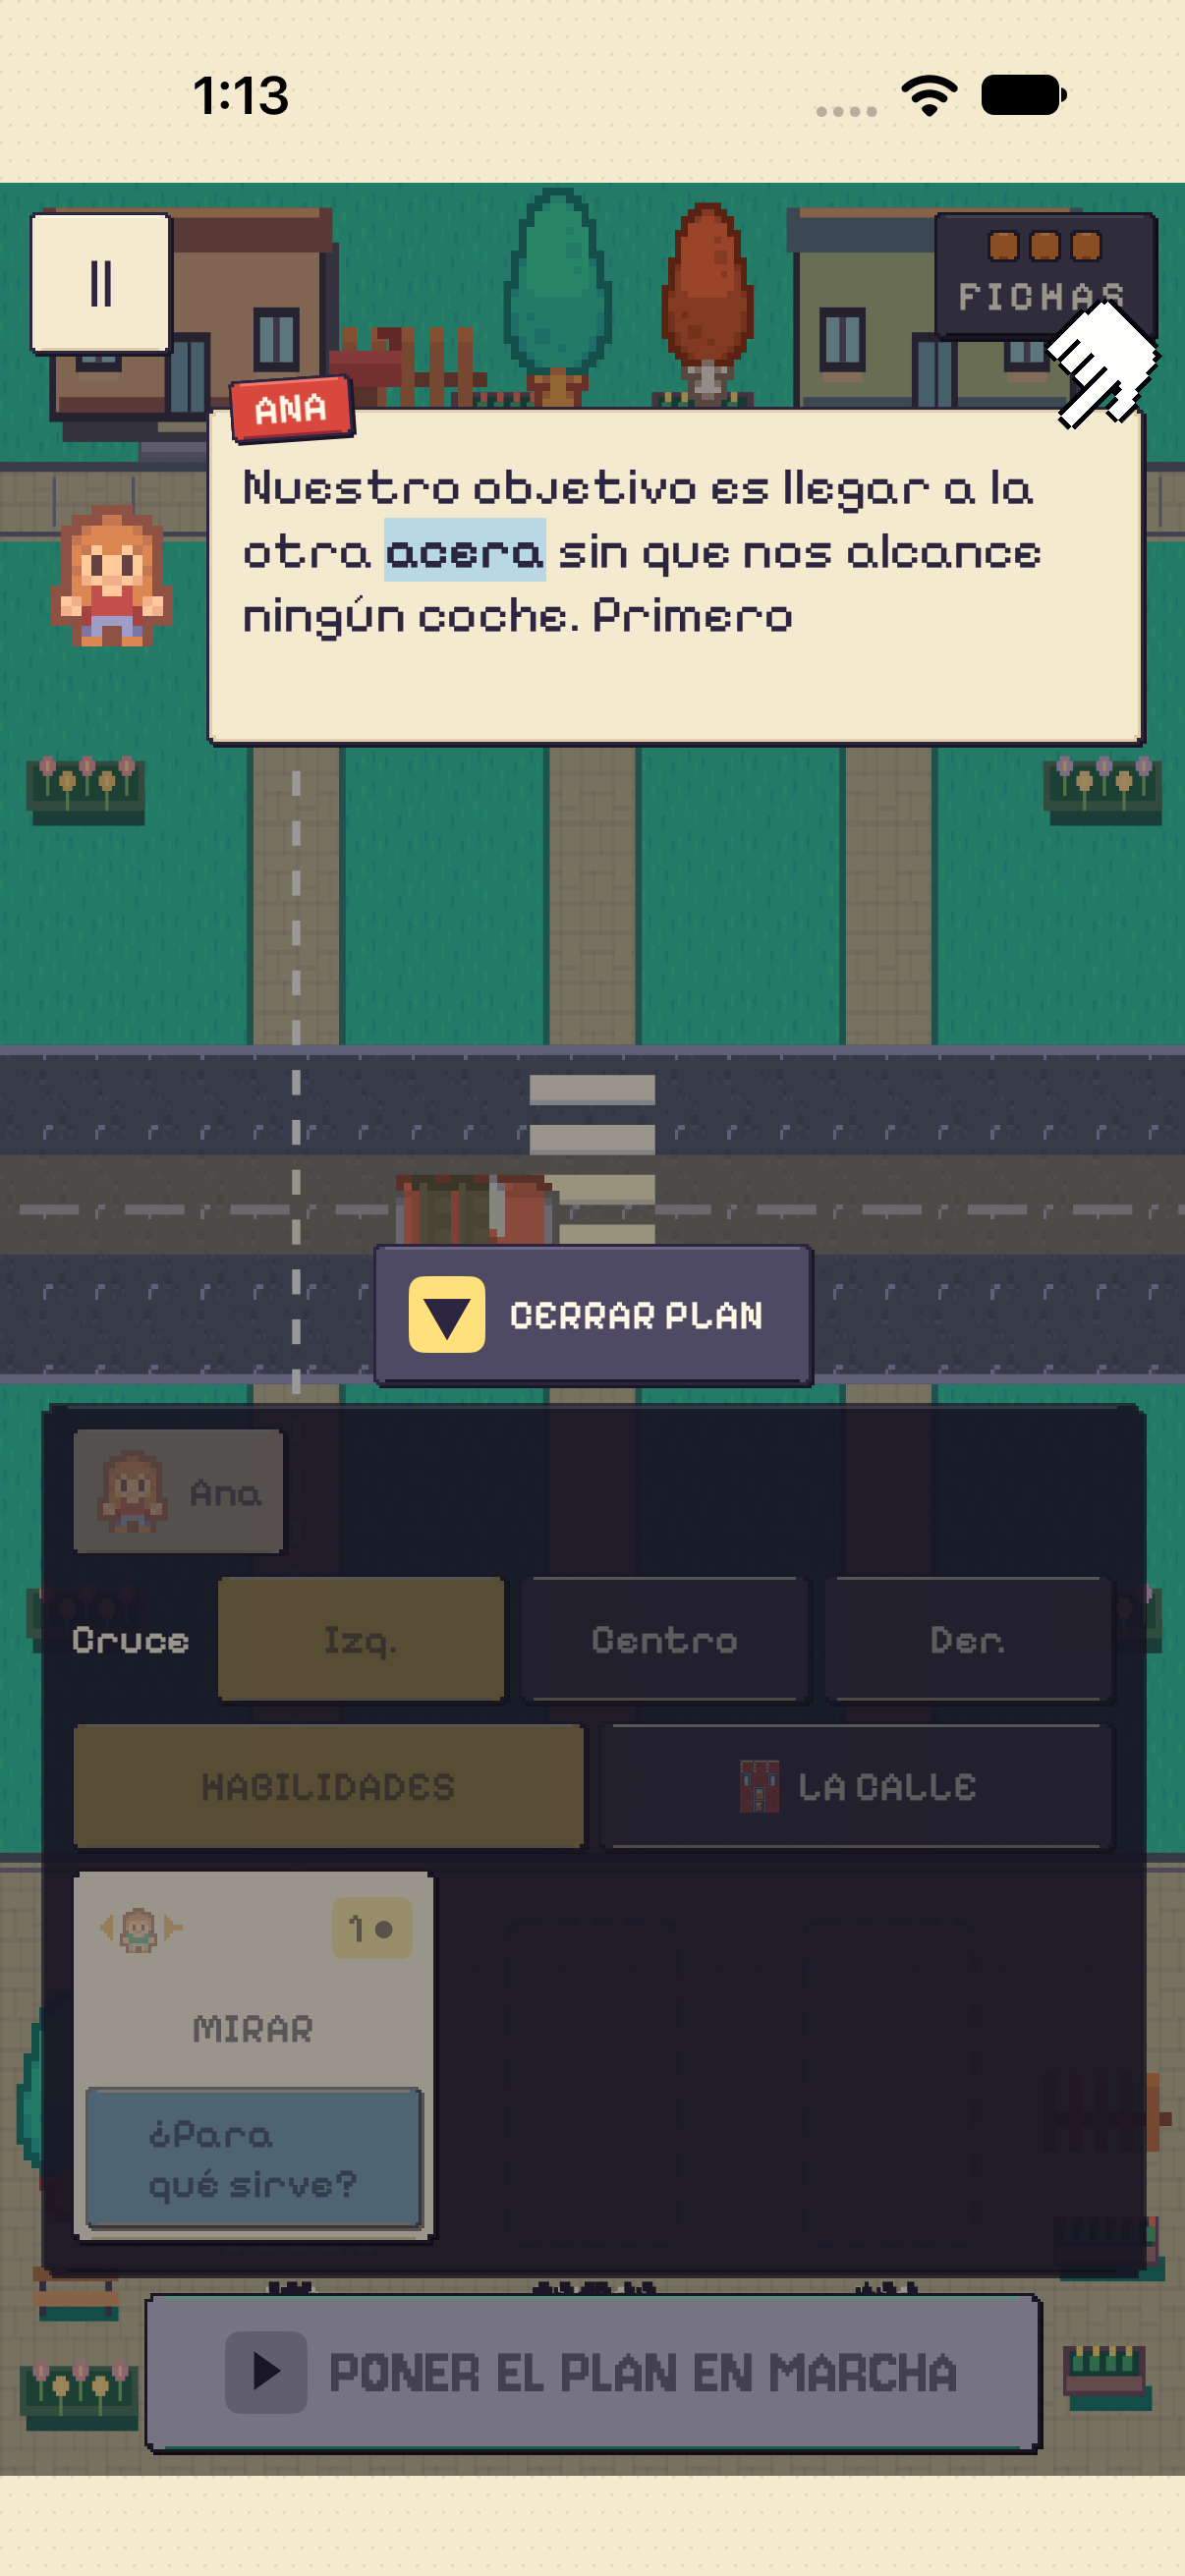 1:13
FICHAS
ANA
Nuestro objetivo es llegar a la
otra acera sin que nos alcance
ningún coche. Primero
CERRAR PLAN
Ana
Cruce
Izq.
Centro
Der.
HABILIDADES
LA CALLE
1
MIRAR
¿Para
qué sirve?
PONER EL PLAN EN MARCHA